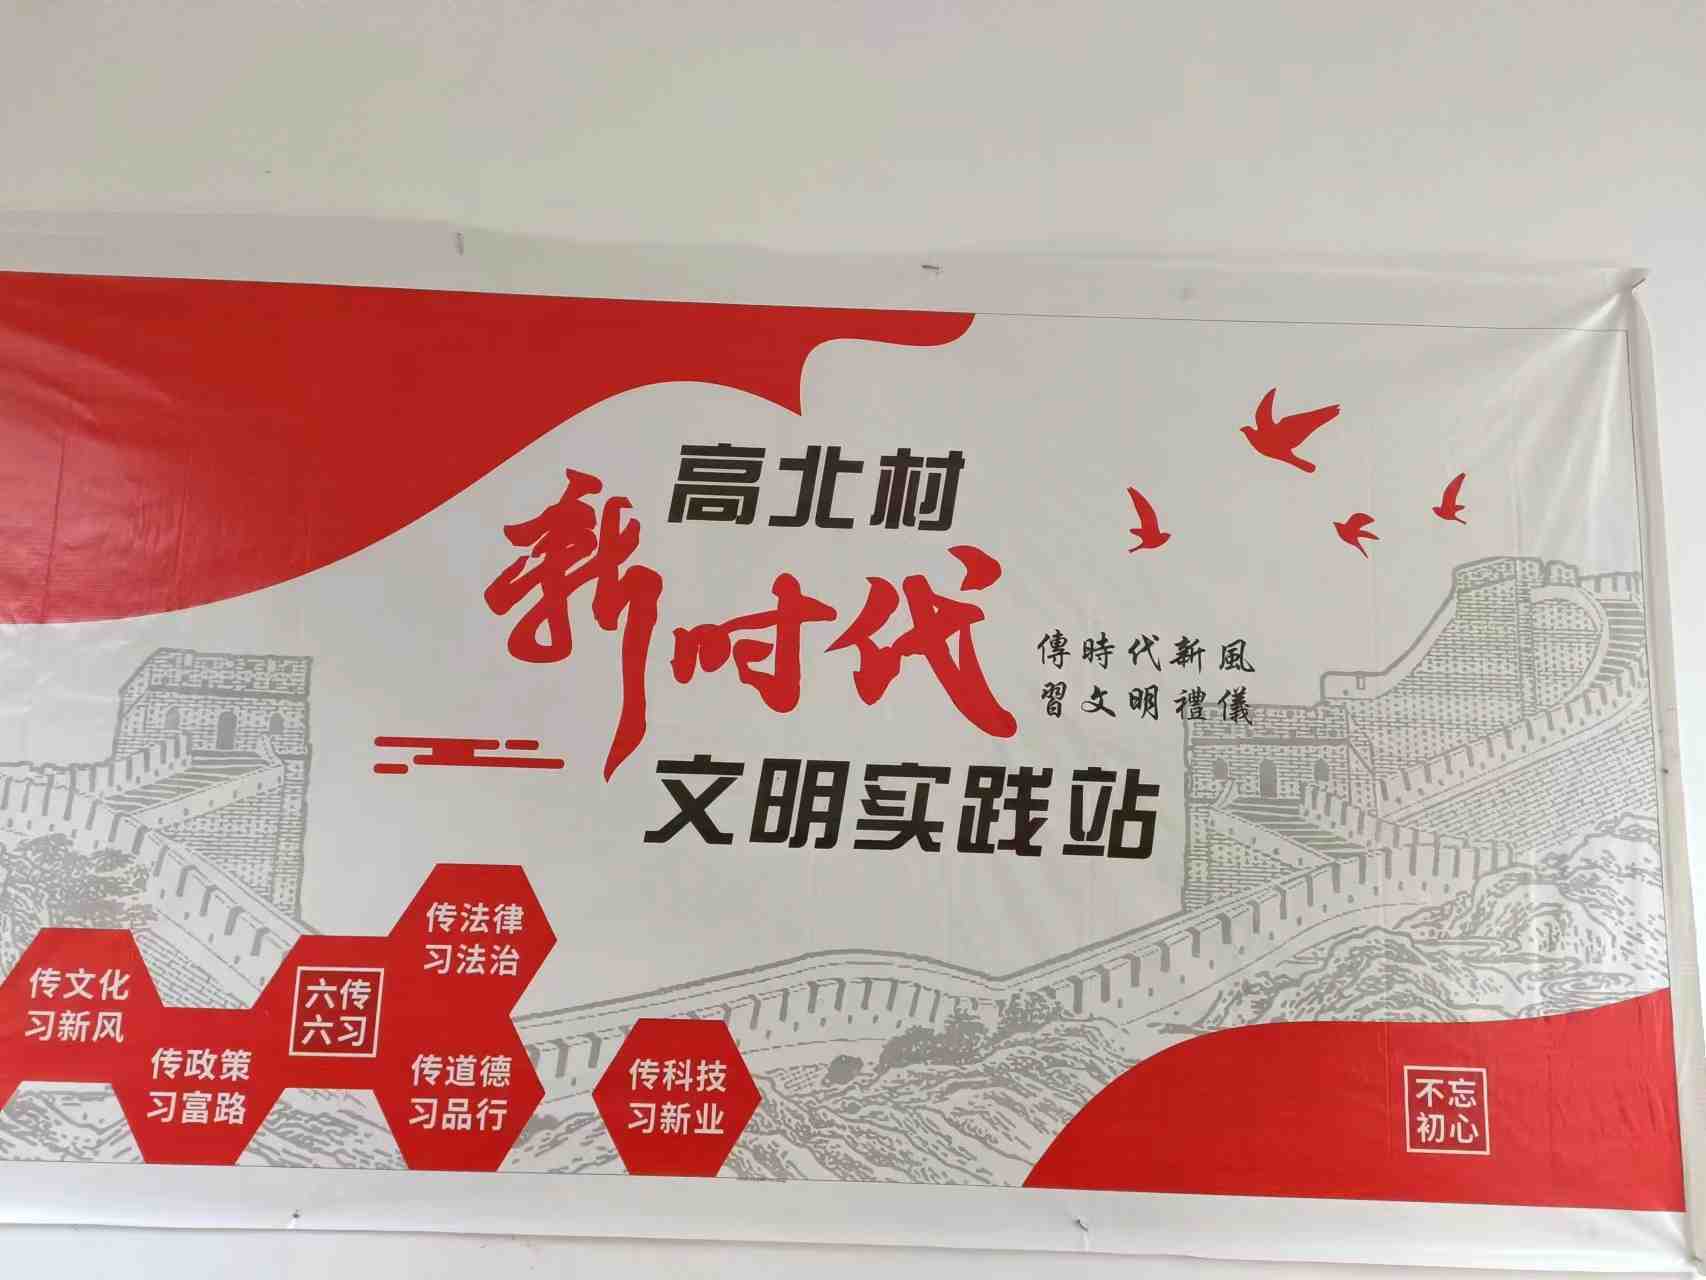 高北村
新时代
傳時代新風
習文明禮儀
文明实践站
传法律
习法治
传文化
习新风
六传
六习
传政策
习富路
传道德
习品行
传科技
习新业
不忘
初心